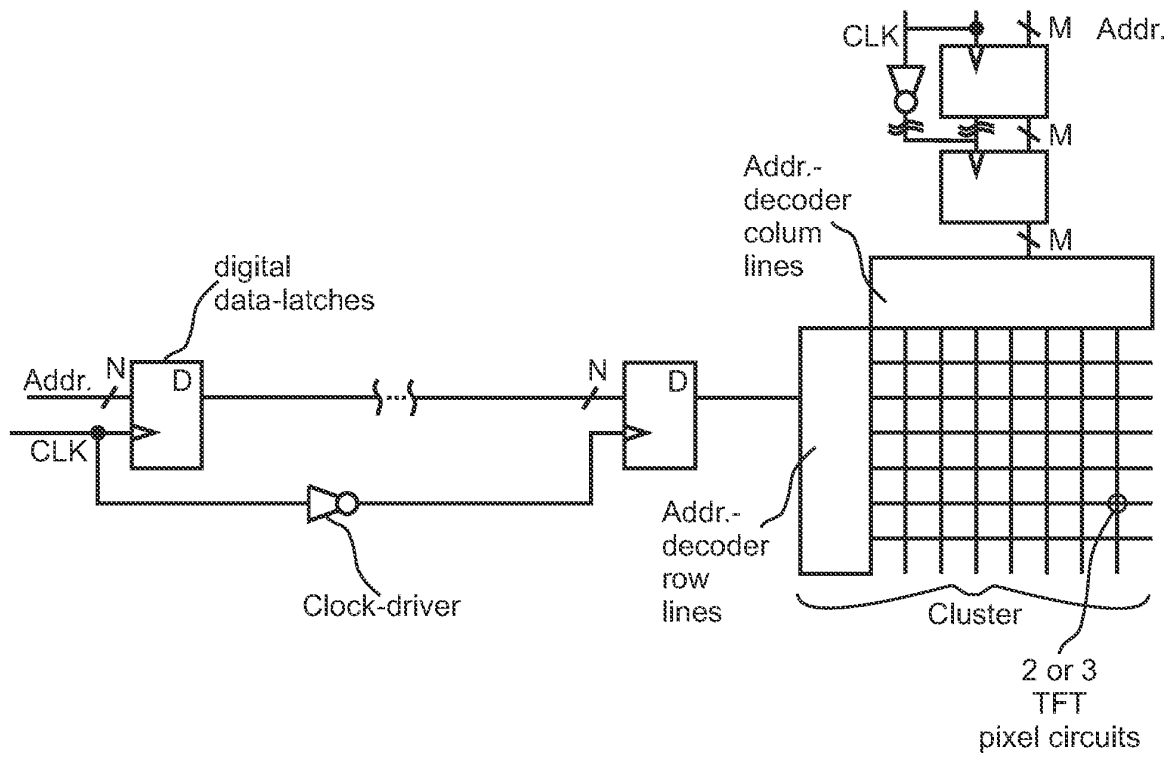 CLK
M
Addr.
M
Addr.-
decoder
colum
lines
M
digital
data-latches
Addr.
N
D
N
D
CLK
Addr.-
decoder
row
lines
Clock-driver
Cluster
2 or 3
TFT
pixel circuits